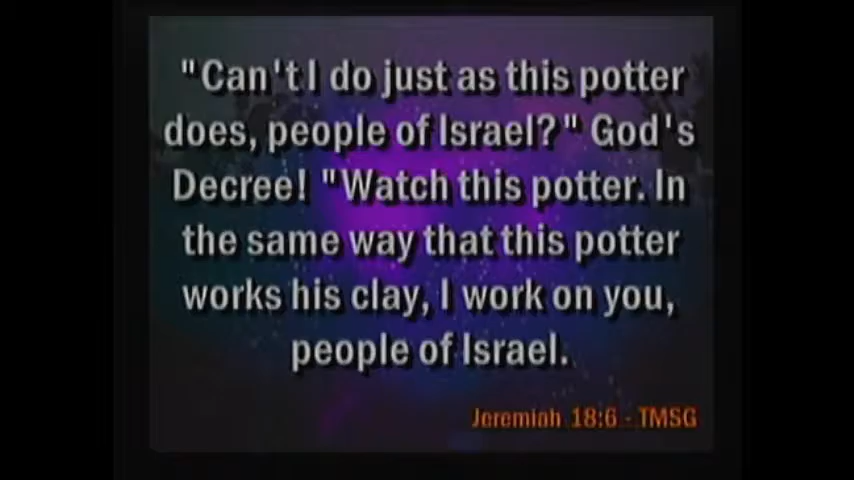 "Can't I do just as this potter
does, people of Israel?" God's
Decree! "Watch this potter. In
the same way that this potter
works his clay, I work on you,
people of Israel.
Jeremiah 18:6 - TMSG